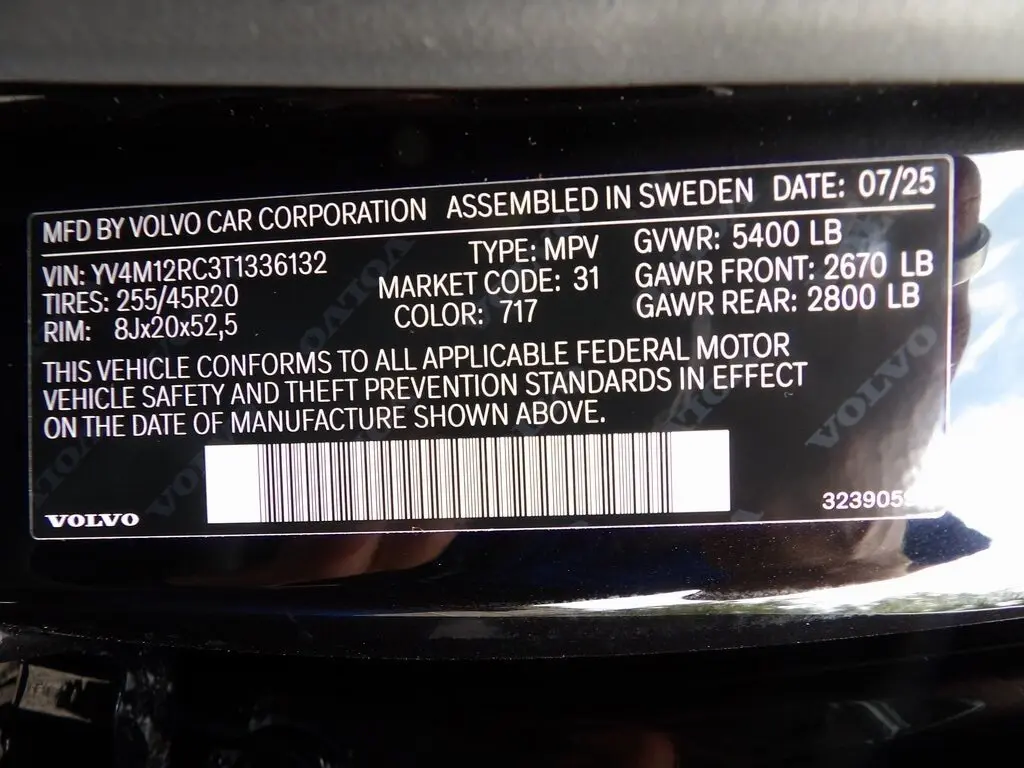 MFD BY VOLVO CAR CORPORATION ASSEMBLED IN SWEDEN DATE: 07/25
VIN: YV4M12RC3T1336132 TYPE: MPV GVWR: 5400 LB
TIRES: 255/45R20 MARKET CODE: 31 GAWR FRONT: 2670 LB
RIM: 8Jx20x52,5 COLOR: 717 GAWR REAR: 2800 LB
THIS VEHICLE CONFORMS TO ALL APPLICABLE FEDERAL MOTOR
VEHICLE SAFETY AND THEFT PREVENTION STANDARDS IN EFFECT
ON THE DATE OF MANUFACTURE SHOWN ABOVE.
VOLVO